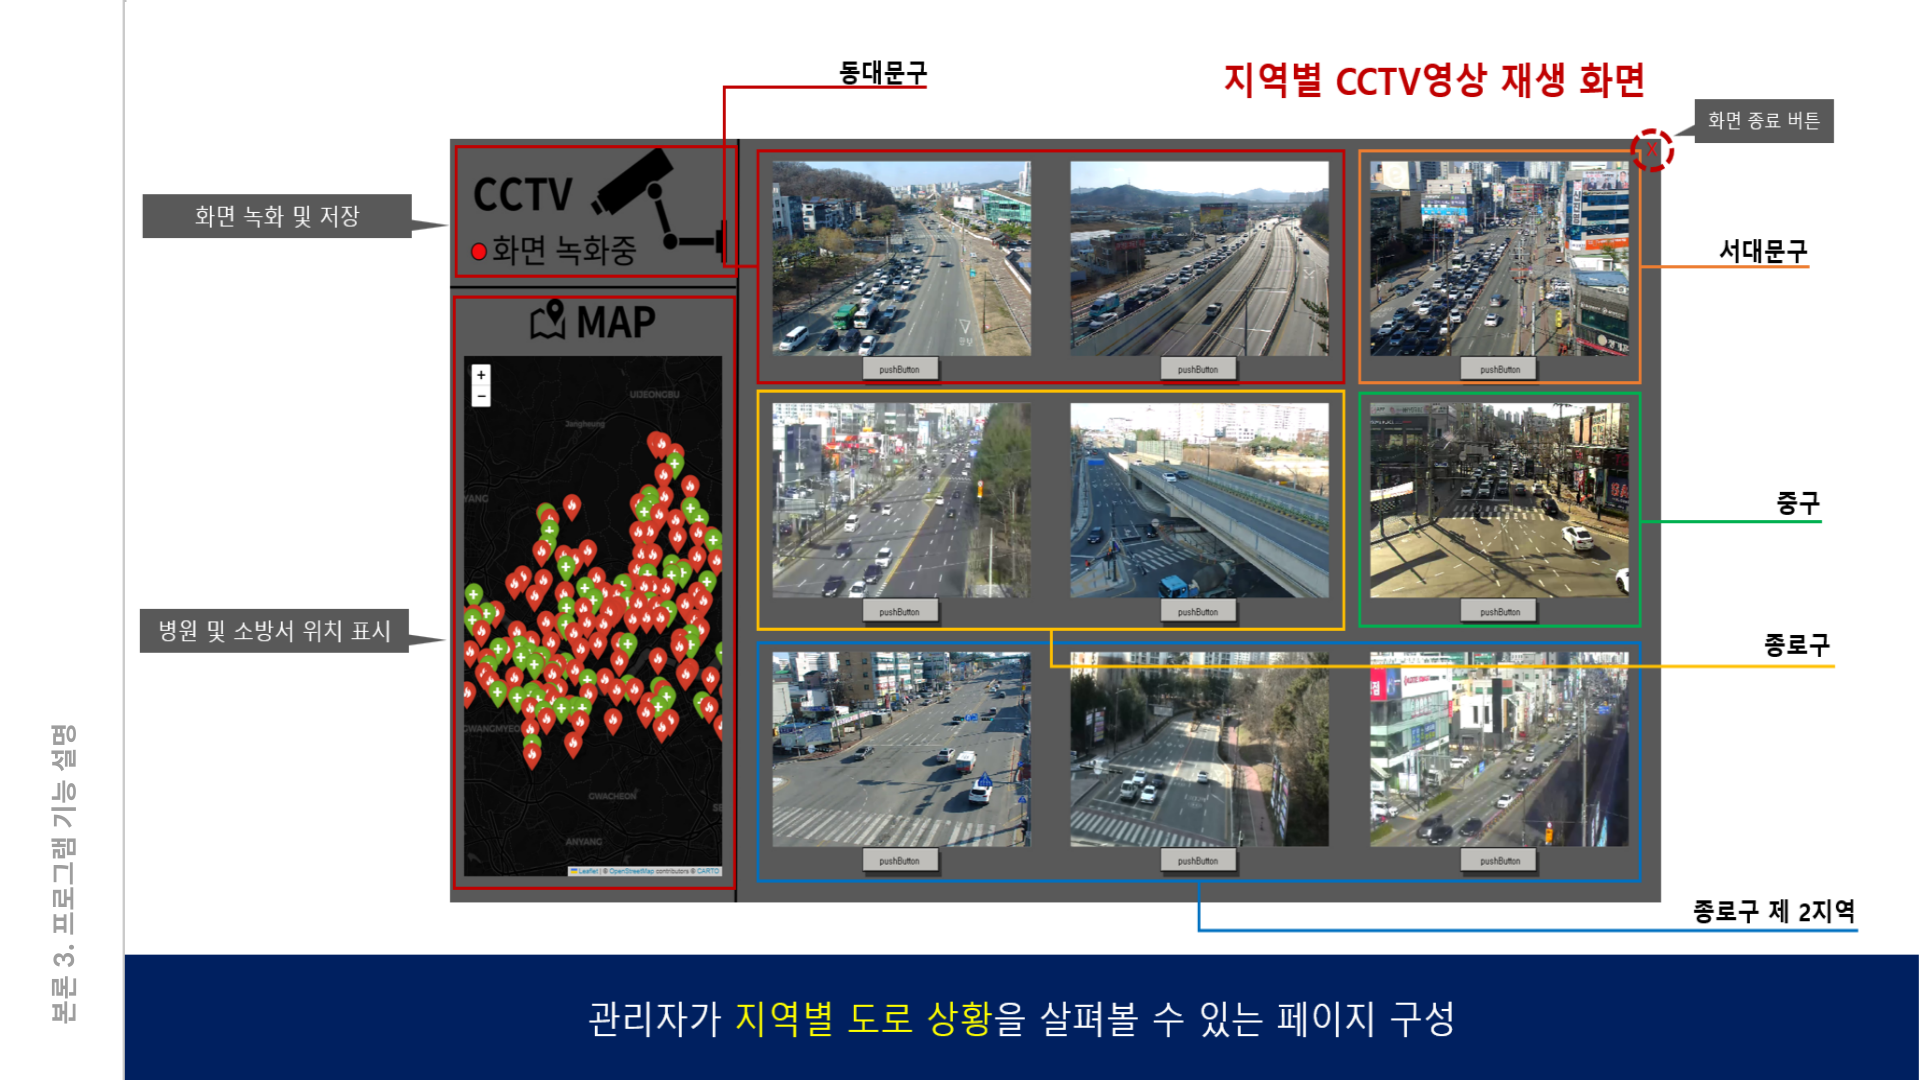 동대문구
지역별 CCTV영상 재생 화면
화면 종료 버튼
X
화면 녹화 및 저장
CCTV
화면 녹화중
서대문구
MAP
+
−
UIJEONGBU
Jangheung
YANG
GWANGMYEO
GWACHEON
SE
ANYANG
Leaflet | © OpenStreetMap contributors © CARTO
pushButton
pushButton
pushButton
중구
pushButton
pushButton
병원 및 소방서 위치 표시
종로구
pushButton
pushButton
pushButton
종로구 제 2지역
본론 3. 프로그램 기능 설명
관리자가 지역별 도로 상황을 살펴볼 수 있는 페이지 구성